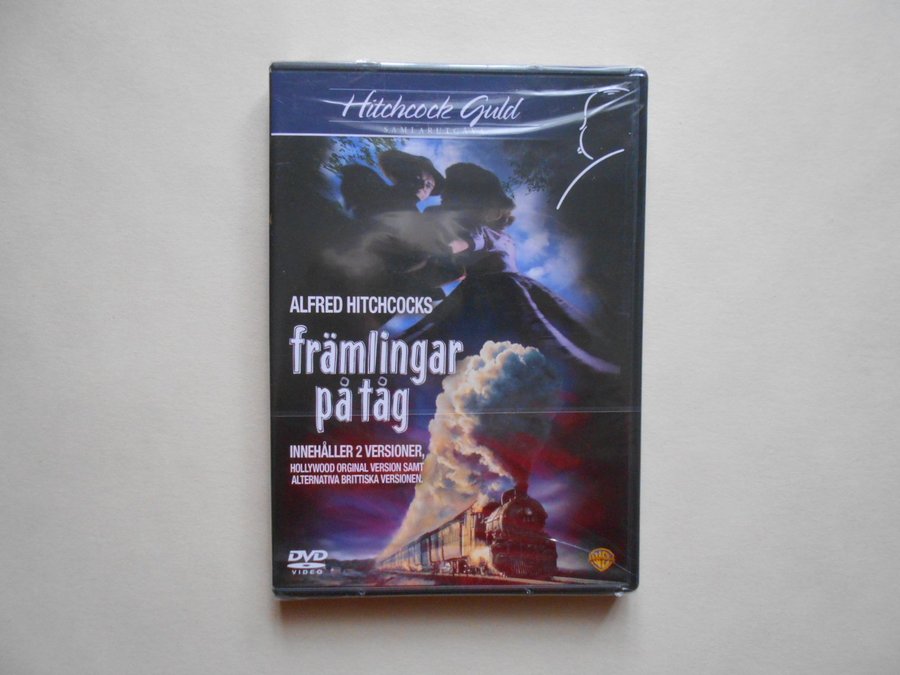 Hitchcock Guld
SAMLARUTGÅVA
ALFRED HITCHCOCKS
främlingar
på tåg
INNEHÅLLER 2 VERSIONER,
HOLLYWOOD ORGINAL VERSION SAMT
ALTERNATIVA BRITTISKA VERSIONEN.
DVD
VIDEO